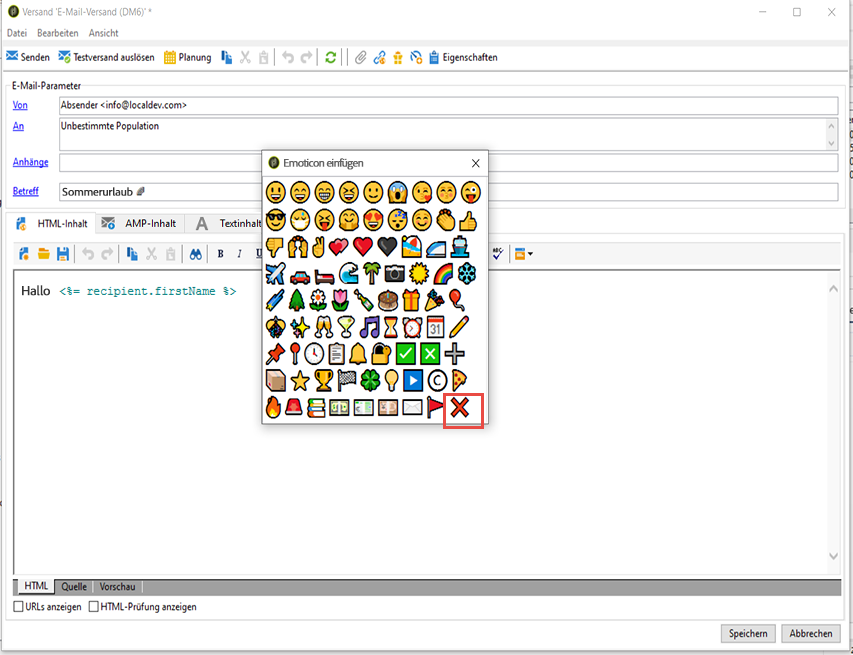 Versand 'E-Mail-Versand (DM6)' *
Datei Bearbeiten Ansicht
Senden Testversand auslösen Planung Eigenschaften
E-Mail-Parameter
Von Absender <info@localdev.com>
An Unbestimmte Population
Anhänge
Betreff Sommerurlaub
Emoticon einfügen
HTML-Inhalt AMP-Inhalt A Textinhalt
B I U ABC
Hallo <%= recipient.firstName %>
31
HTML Quelle Vorschau
URLs anzeigen HTML-Prüfung anzeigen
Speichern Abbrechen